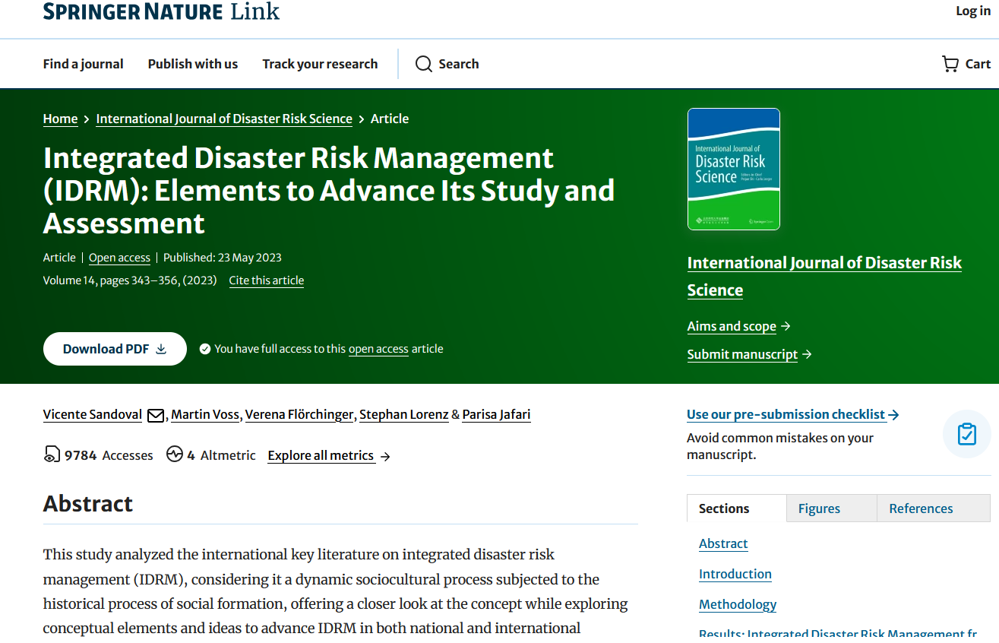 SPRINGER NATURE Link
Log in
Find a journal
Publish with us
Track your research
Search
Cart
Home > International Journal of Disaster Risk Science > Article
Integrated Disaster Risk Management
(IDRM): Elements to Advance Its Study and
Assessment
Article | Open access | Published: 23 May 2023
Volume 14, pages 343–356, (2023) Cite this article
Download PDF
You have full access to this open access article
International Journal of
Disaster Risk
Science
International Journal of Disaster Risk
Science
Aims and scope →
Submit manuscript →
Vicente Sandoval, Martin Voss, Verena Flörchinger, Stephan Lorenz & Parisa Jafari
9784 Accesses
4 Altmetric
Explore all metrics →
Abstract
This study analyzed the international key literature on integrated disaster risk
management (IDRM), considering it a dynamic sociocultural process subjected to the
historical process of social formation, offering a closer look at the concept while exploring
conceptual elements and ideas to advance IDRM in both national and international
Use our pre-submission checklist →
Avoid common mistakes on your
manuscript.
Sections
Figures
References
Abstract
Introduction
Methodology
Results: Integrated Disaster Risk Management fr